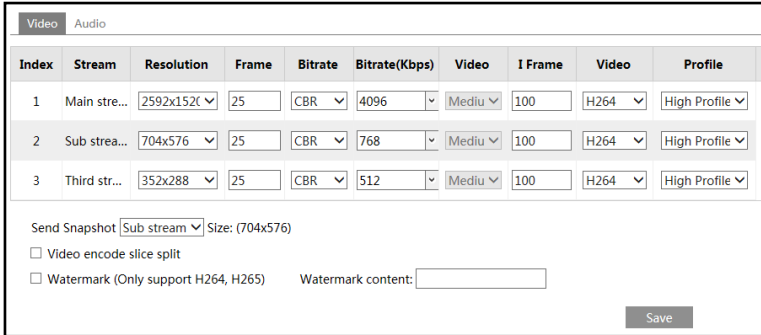 Video Audio
Index Stream Resolution Frame Bitrate Bitrate(Kbps) Video I Frame Video Profile
1 Main stre... 2592x1520 25 CBR 4096 Mediu 100 H264 High Profile
2 Sub strea... 704x576 25 CBR 768 Mediu 100 H264 High Profile
3 Third str... 352x288 25 CBR 512 Mediu 100 H264 High Profile
Send Snapshot Sub stream Size: (704x576)
Video encode slice split
Watermark (Only support H264, H265) Watermark content:
Save